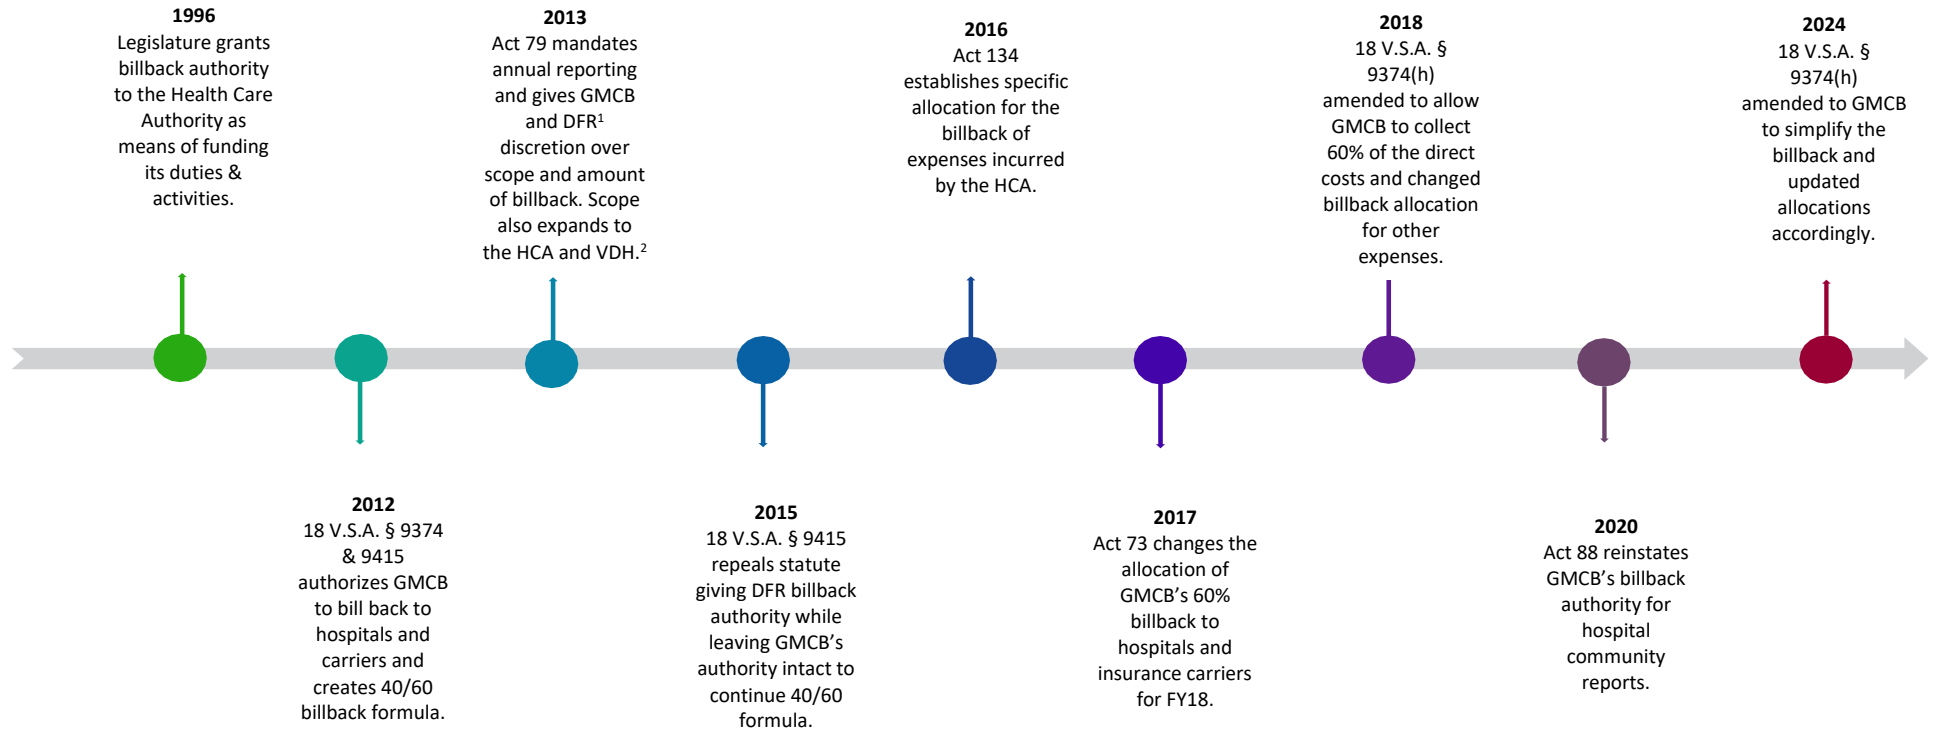 1996
Legislature grants
billback authority
to the Health Care
Authority as
means of funding
its duties &
activities.
2012
18 V.S.A. § 9374
& 9415
authorizes GMCB
to bill back to
hospitals and
carriers and
creates 40/60
billback formula.
2013
Act 79 mandates
annual reporting
and gives GMCB
and DFR¹
discretion over
scope and amount
of billback. Scope
also expands to
the HCA and VDH.²
2015
18 V.S.A. § 9415
repeals statute
giving DFR billback
authority while
leaving GMCB’s
authority intact to
continue 40/60
formula.
2016
Act 134
establishes specific
allocation for the
billback of
expenses incurred
by the HCA.
2017
Act 73 changes the
allocation of
GMCB’s 60%
billback to
hospitals and
insurance carriers
for FY18.
2018
18 V.S.A. §
9374(h)
amended to allow
GMCB to collect
60% of the direct
costs and changed
billback allocation
for other
expenses.
2020
Act 88 reinstates
GMCB’s billback
authority for
hospital
community
reports.
2024
18 V.S.A. §
9374(h)
amended to GMCB
to simplify the
billback and
updated
allocations
accordingly.